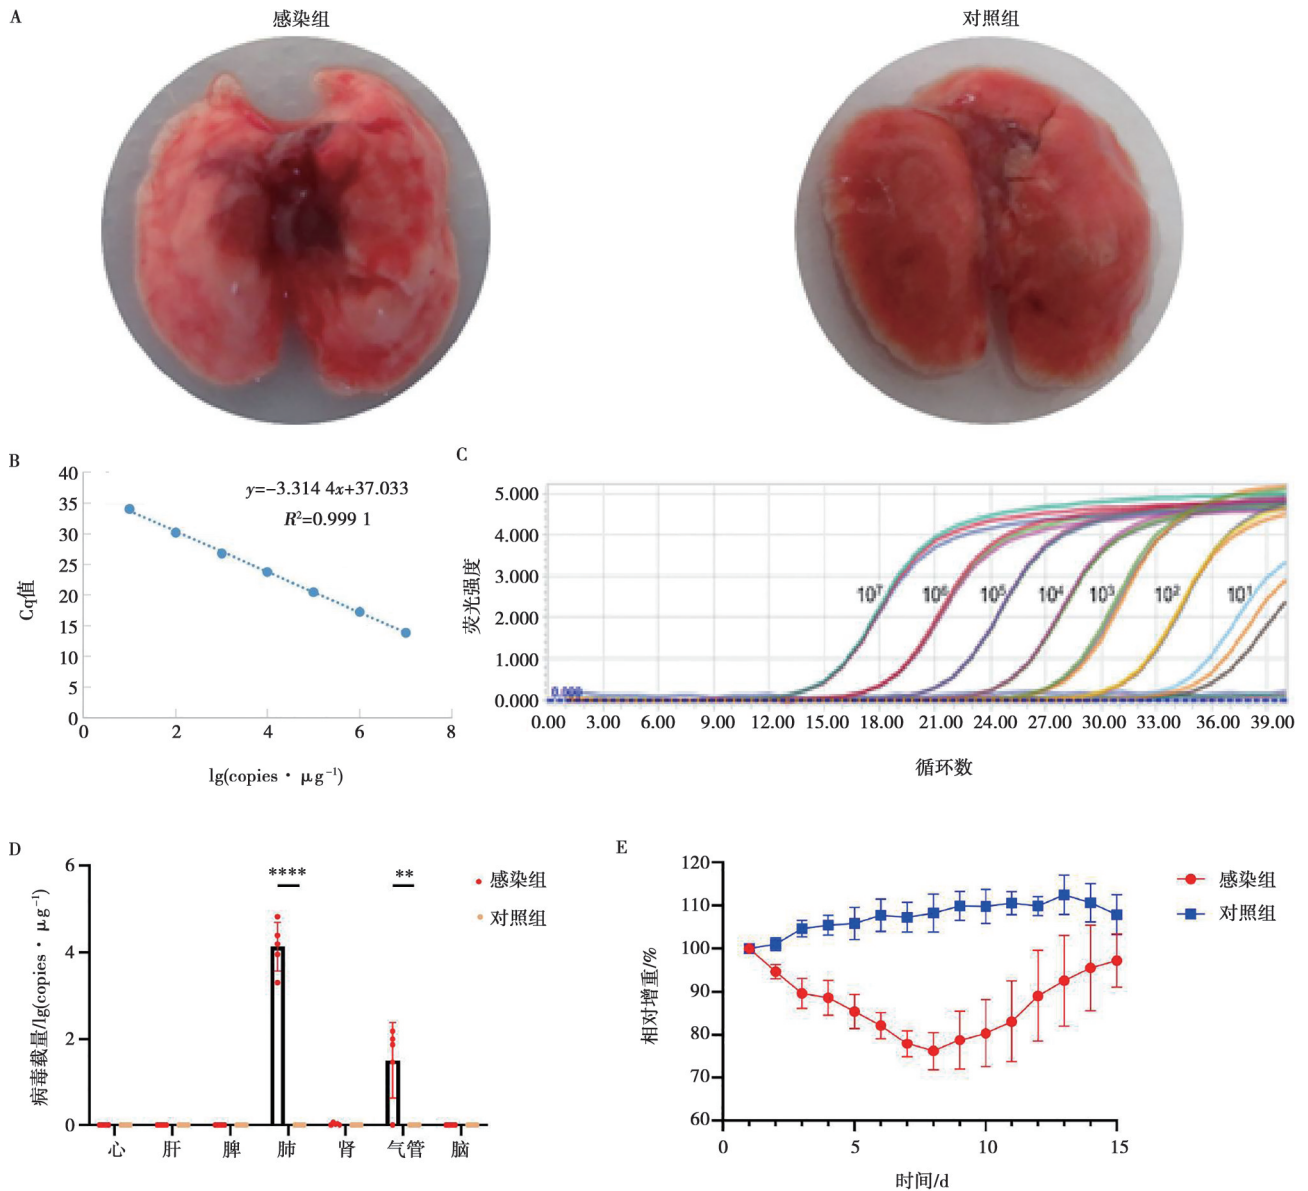 A
感染组
对照组
B
40
35
30
25
20
15
10
5
0
0
2
4
6
8
Cq值
lg(copies · μg⁻¹)
y=−3.314 4x+37.033
R²=0.999 1
C
5.000
4.000
3.000
2.000
1.000
0.000
0.000
荧光强度
10⁷
10⁶
10⁵
10⁴
10³
10²
10¹
0.00 3.00 6.00 9.00 12.00 15.00 18.00 21.00 24.00 27.00 30.00 33.00 36.00 39.00
循环数
D
6
4
2
0
病毒载量/lg(copies · μg⁻¹)
****
**
感染组
对照组
心 肝 脾 肺 肾 气管 脑
E
120
110
100
90
80
70
60
相对增重/%
感染组
对照组
0 5 10 15
时间/d